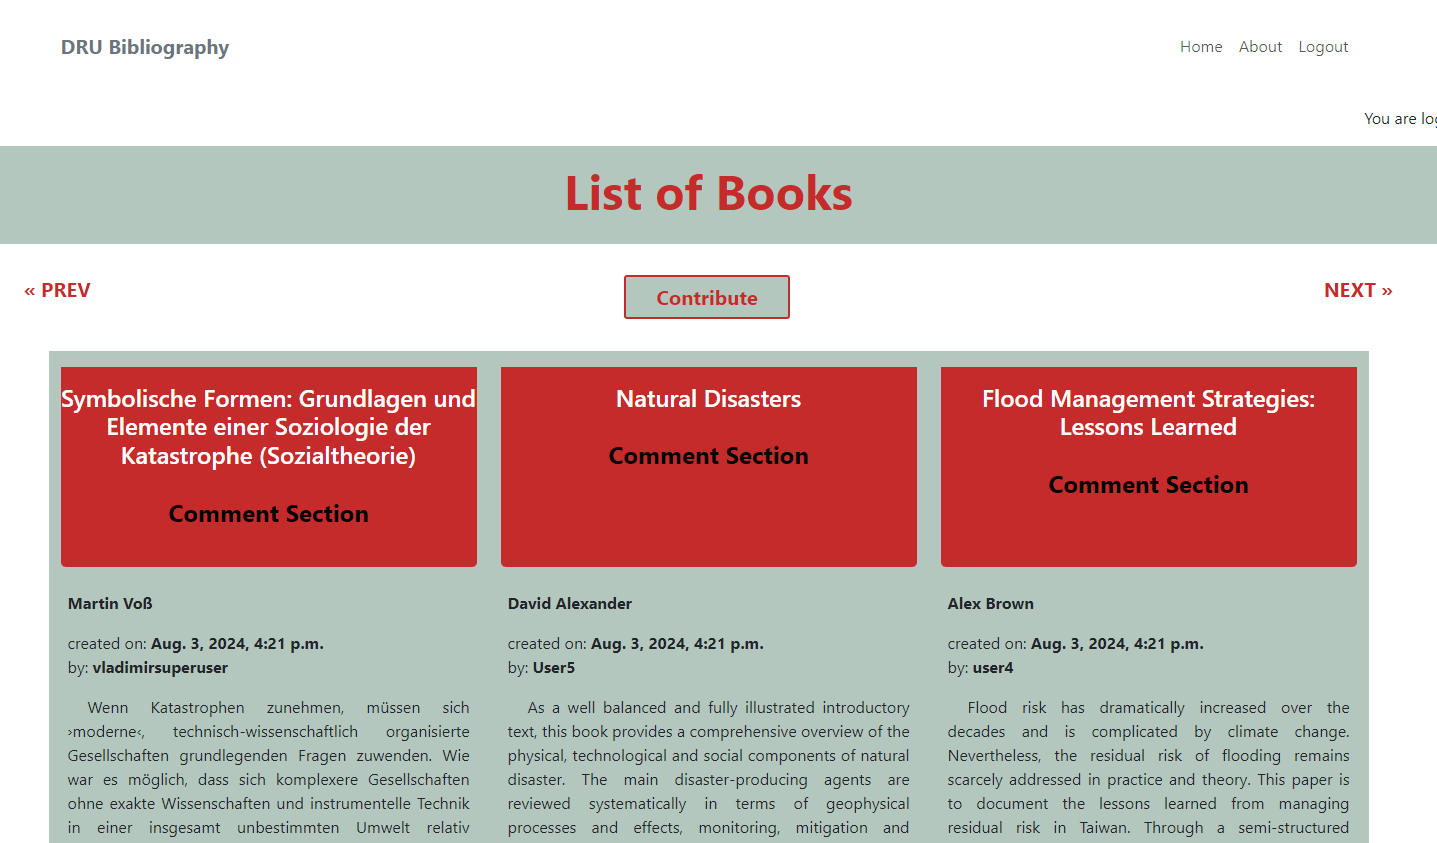 DRU Bibliography
Home About Logout
You are
List of Books
« PREV
Contribute
NEXT »
Symbolische Formen: Grundlagen und
Elemente einer Soziologie der
Katastrophe (Sozialtheorie)
Comment Section
Martin Voß
created on: Aug. 3, 2024, 4:21 p.m.
by: vladimirsuperuser
Wenn Katastrophen zunehmen, müssen sich
›moderne‹, technisch-wissenschaftlich organisierte
Gesellschaften grundlegenden Fragen zuwenden. Wie
war es möglich, dass sich komplexere Gesellschaften
ohne exakte Wissenschaften und instrumentelle Technik
in einer insgesamt unbestimmten Umwelt relativ
Natural Disasters
Comment Section
David Alexander
created on: Aug. 3, 2024, 4:21 p.m.
by: User5
As a well balanced and fully illustrated introductory
text, this book provides a comprehensive overview of the
physical, technological and social components of natural
disaster. The main disaster-producing agents are
reviewed systematically in terms of geophysical
processes and effects, monitoring, mitigation and
Flood Management Strategies:
Lessons Learned
Comment Section
Alex Brown
created on: Aug. 3, 2024, 4:21 p.m.
by: user4
Flood risk has dramatically increased over the
decades and is complicated by climate change.
Nevertheless, the residual risk of flooding remains
scarcely addressed in practice and theory. This paper is
to document the lessons learned from managing
residual risk in Taiwan. Through a semi-structured